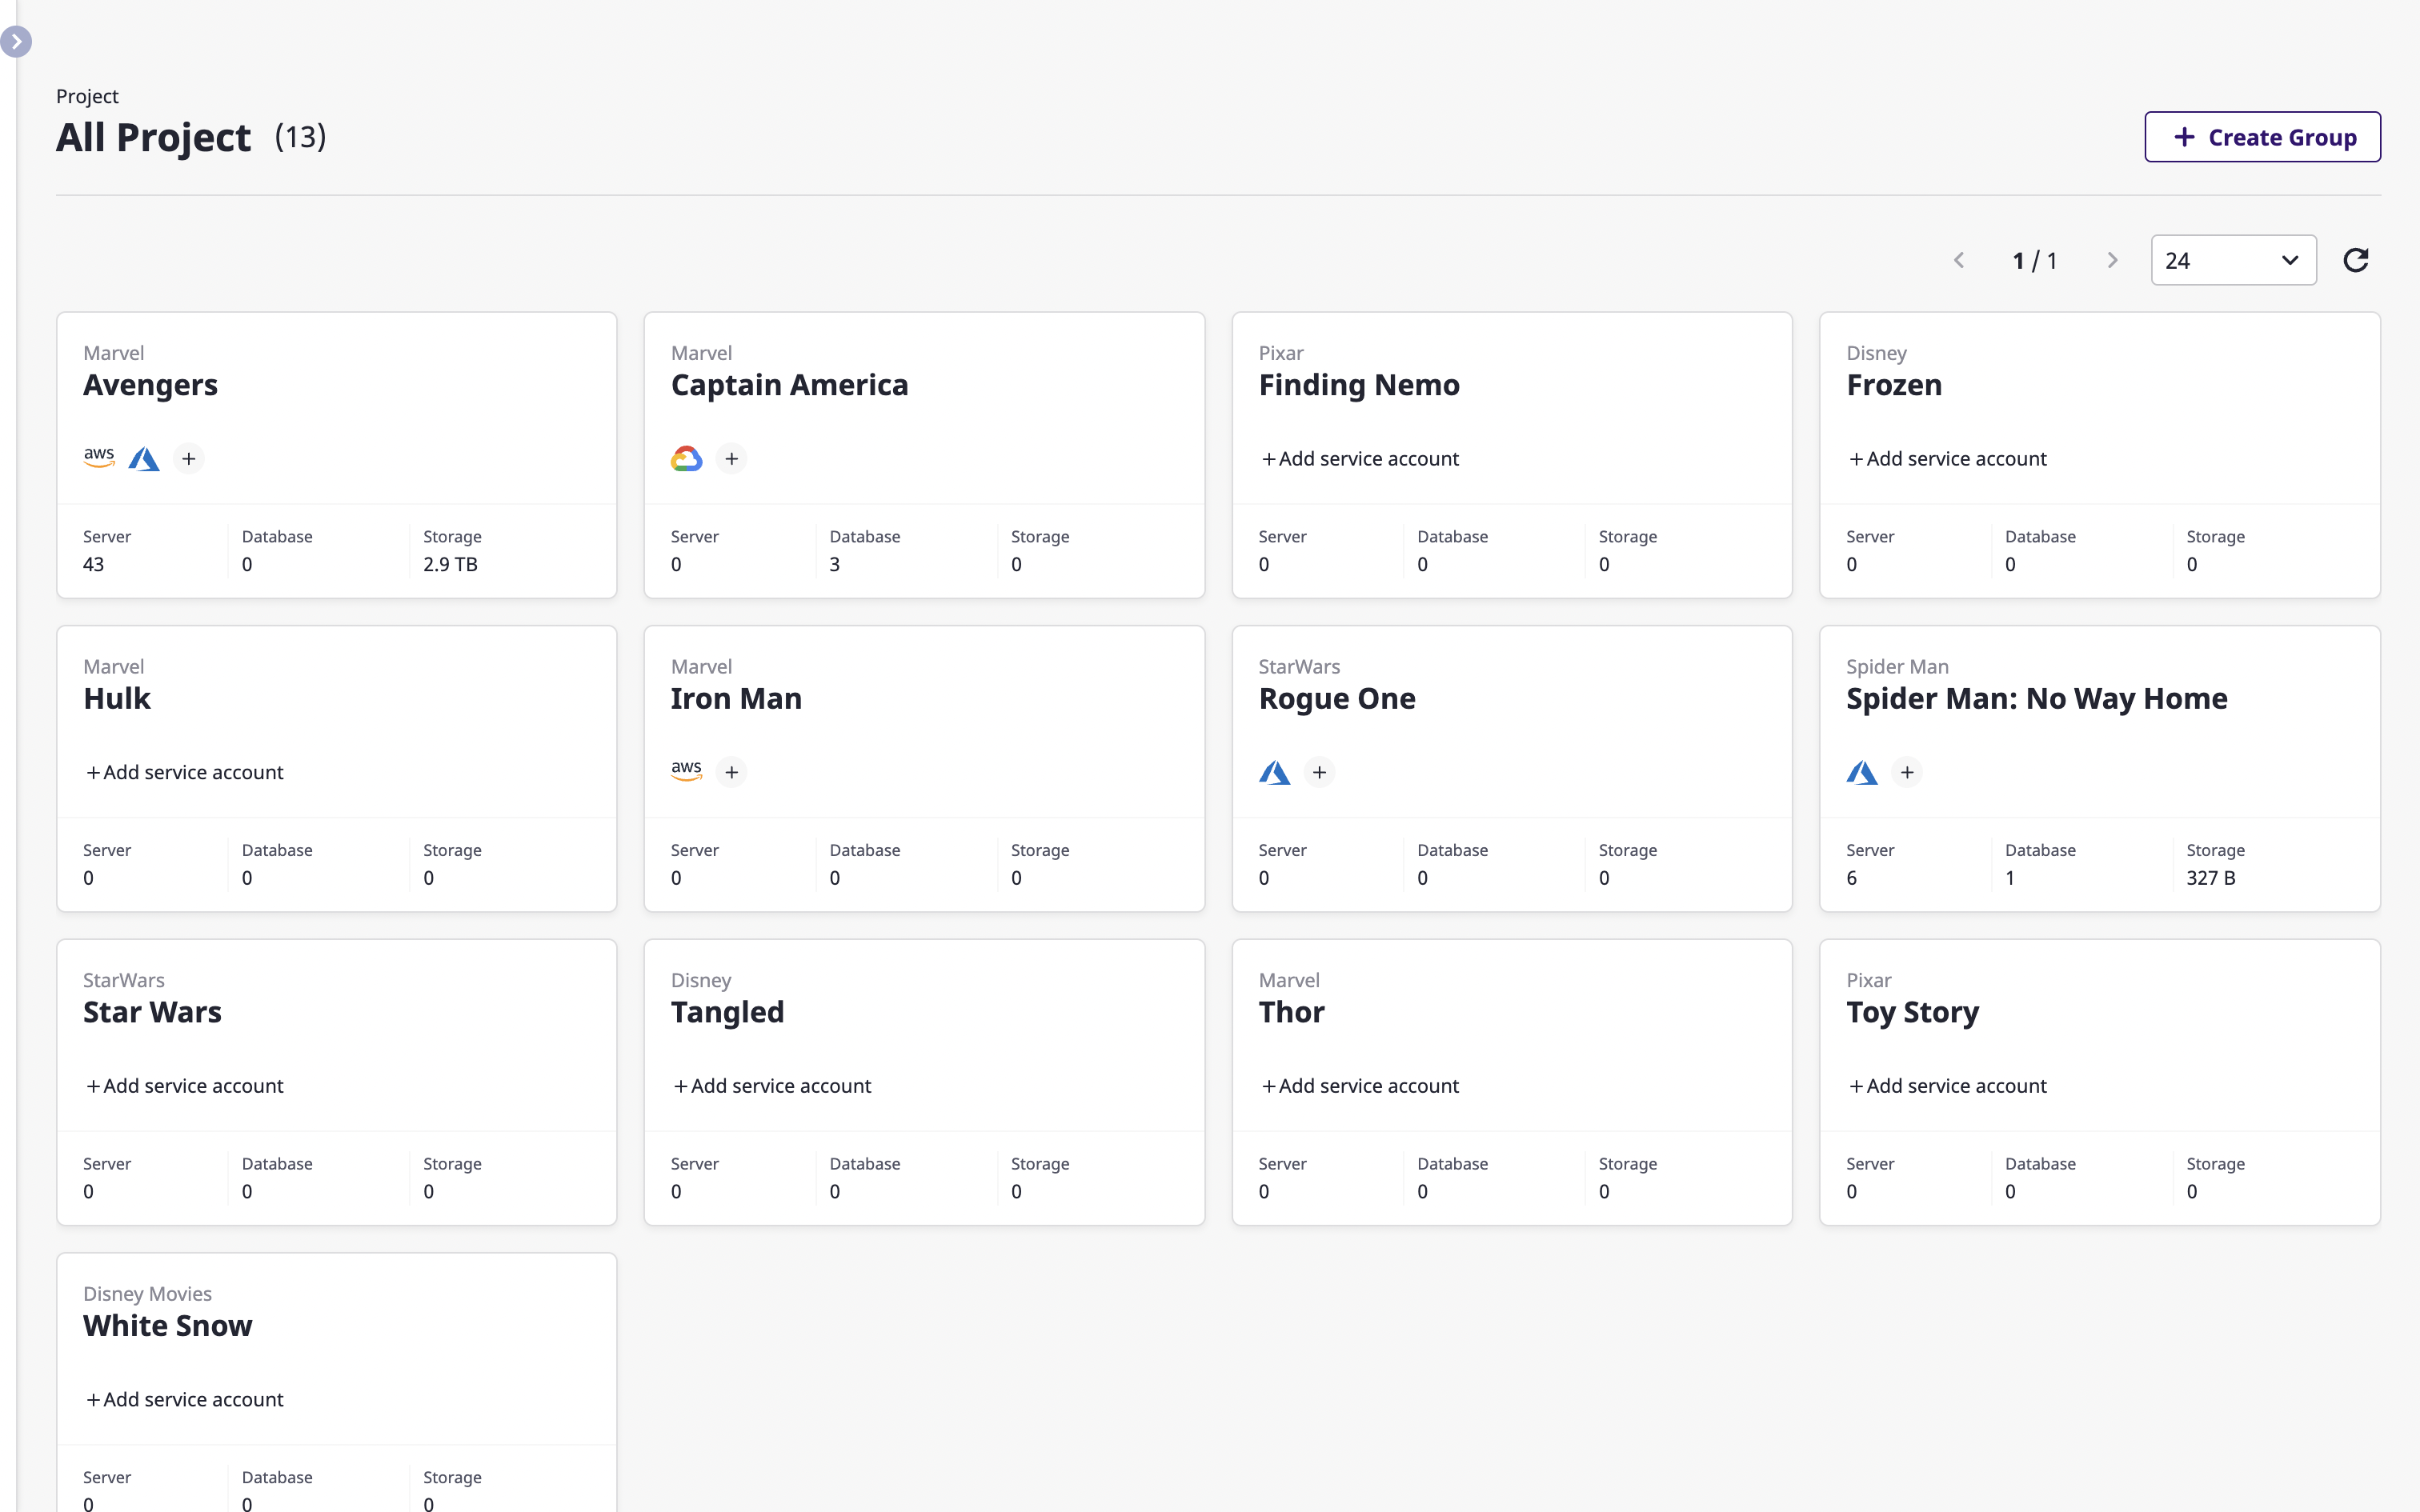 Project
All Project (13)
+ Create Group
1 / 1
24
Marvel
Avengers
aws
+
Server Database Storage
43 0 2.9 TB
Marvel
Captain America
+
Server Database Storage
0 3 0
Pixar
Finding Nemo
+ Add service account
Server Database Storage
0 0 0
Disney
Frozen
+ Add service account
Server Database Storage
0 0 0
Marvel
Hulk
+ Add service account
Server Database Storage
0 0 0
Marvel
Iron Man
aws
+
Server Database Storage
0 0 0
StarWars
Rogue One
+
Server Database Storage
0 0 0
Spider Man
Spider Man: No Way Home
+
Server Database Storage
6 1 327 B
StarWars
Star Wars
+ Add service account
Server Database Storage
0 0 0
Disney
Tangled
+ Add service account
Server Database Storage
0 0 0
Marvel
Thor
+ Add service account
Server Database Storage
0 0 0
Pixar
Toy Story
+ Add service account
Server Database Storage
0 0 0
Disney Movies
White Snow
+ Add service account
Server Database Storage
0 0 0